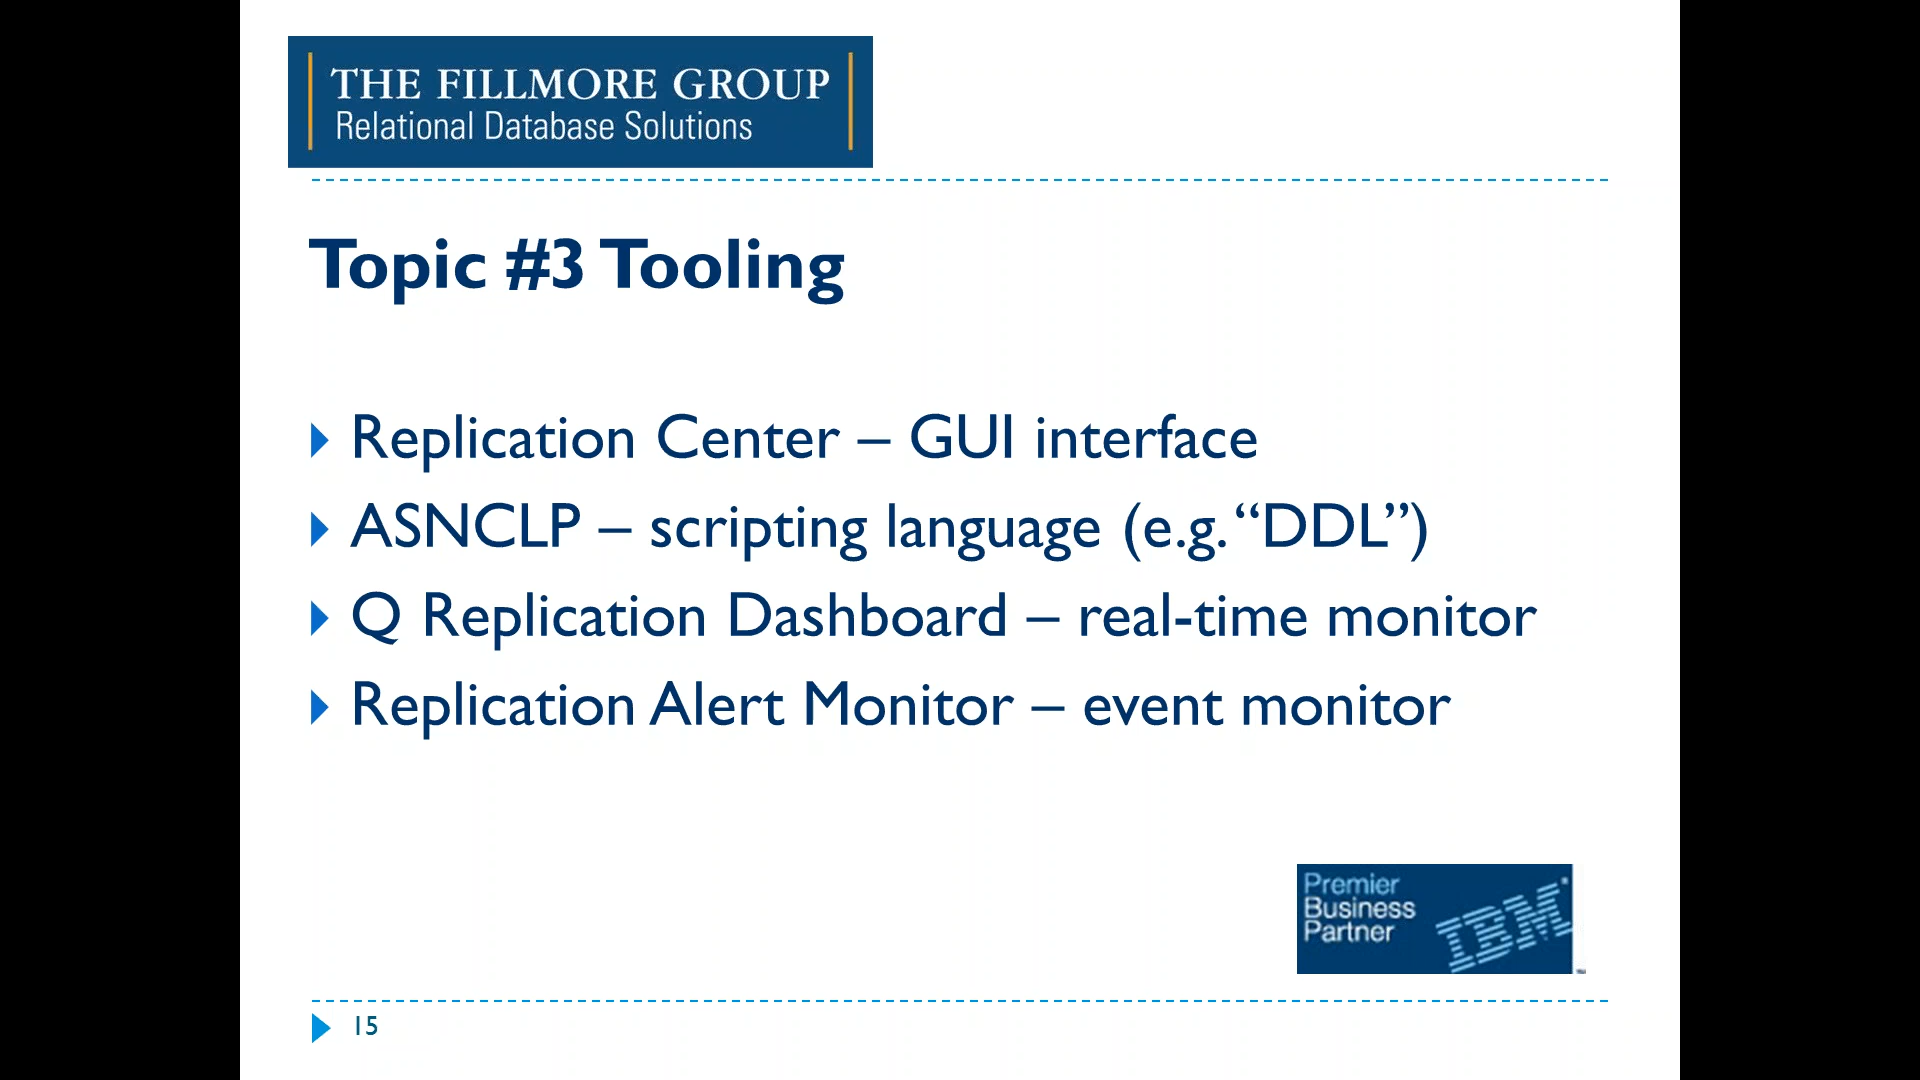 THE FILLMORE GROUP
Relational Database Solutions
Topic #3 Tooling
Replication Center – GUI interface
ASNCLP – scripting language (e.g. “DDL”)
Q Replication Dashboard – real-time monitor
Replication Alert Monitor – event monitor
Premier
Business
Partner
IBM
15